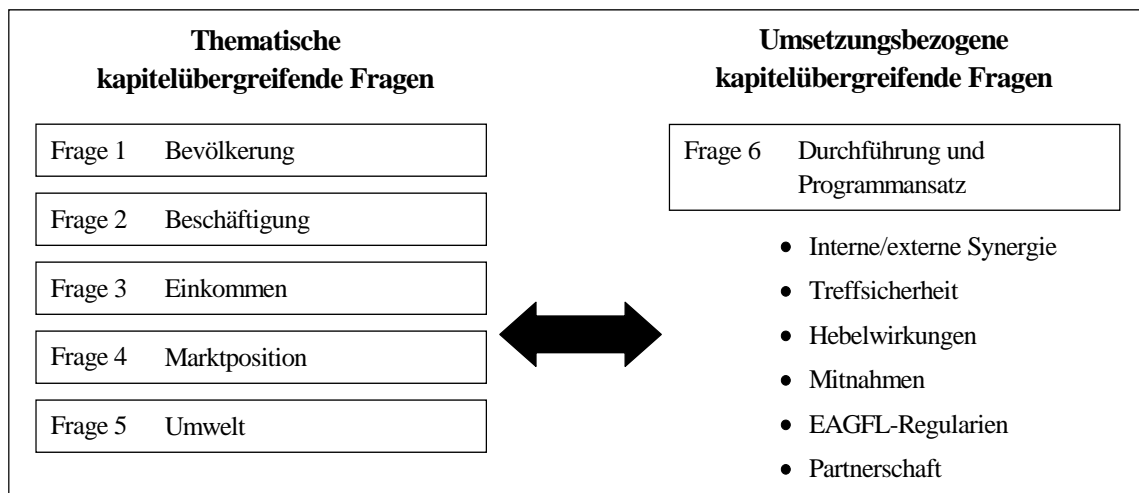 Thematische
kapitelübergreifende Fragen
Frage 1 Bevölkerung
Frage 2 Beschäftigung
Frage 3 Einkommen
Frage 4 Marktposition
Frage 5 Umwelt
Umsetzungsbezogene
kapitelübergreifende Fragen
Frage 6 Durchführung und
Programmansatz
• Interne/externe Synergie
• Treffsicherheit
• Hebelwirkungen
• Mitnahmen
• EAGFL-Regularien
• Partnerschaft